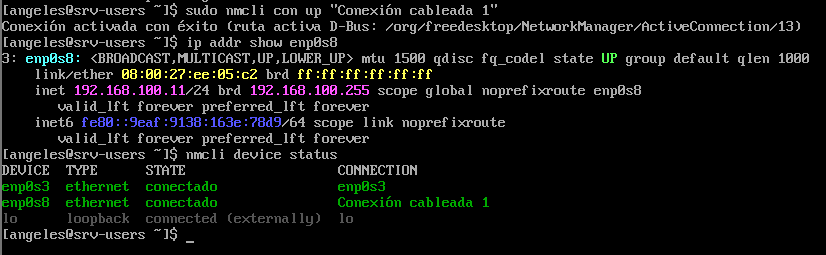 [angeles@srv-users ~]$ sudo nmcli con up "Conexión cableada 1"
Conexión activada con éxito (ruta activa D-Bus: /org/freedesktop/NetworkManager/ActiveConnection/13)
[angeles@srv-users ~]$ ip addr show enp0s8
3: enp0s8: <BROADCAST,MULTICAST,UP,LOWER_UP> mtu 1500 qdisc fq_codel state UP group default qlen 1000
    link/ether 08:00:27:ee:05:c2 brd ff:ff:ff:ff:ff:ff
    inet 192.168.100.11/24 brd 192.168.100.255 scope global noprefixroute enp0s8
       valid_lft forever preferred_lft forever
    inet6 fe80::9eaf:9138:163e:78d9/64 scope link noprefixroute
       valid_lft forever preferred_lft forever
[angeles@srv-users ~]$ nmcli device status
DEVICE  TYPE      STATE                   CONNECTION
enp0s3  ethernet  conectado               enp0s3
enp0s8  ethernet  conectado               Conexión cableada 1
lo      loopback  connected (externally)  lo
[angeles@srv-users ~]$ _